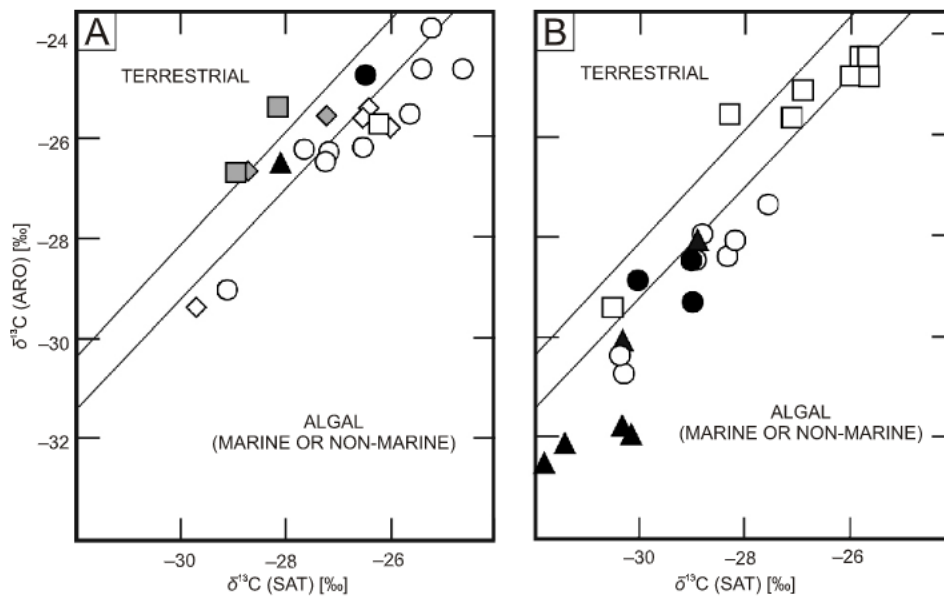 A
B
–24
–26
–28
–30
–32
δ¹³C (ARO) [‰]
TERRESTRIAL
ALGAL
(MARINE OR NON-MARINE)
–30
–28
–26
δ¹³C (SAT) [‰]
TERRESTRIAL
ALGAL
(MARINE OR NON-MARINE)
–30
–28
–26
δ¹³C (SAT) [‰]